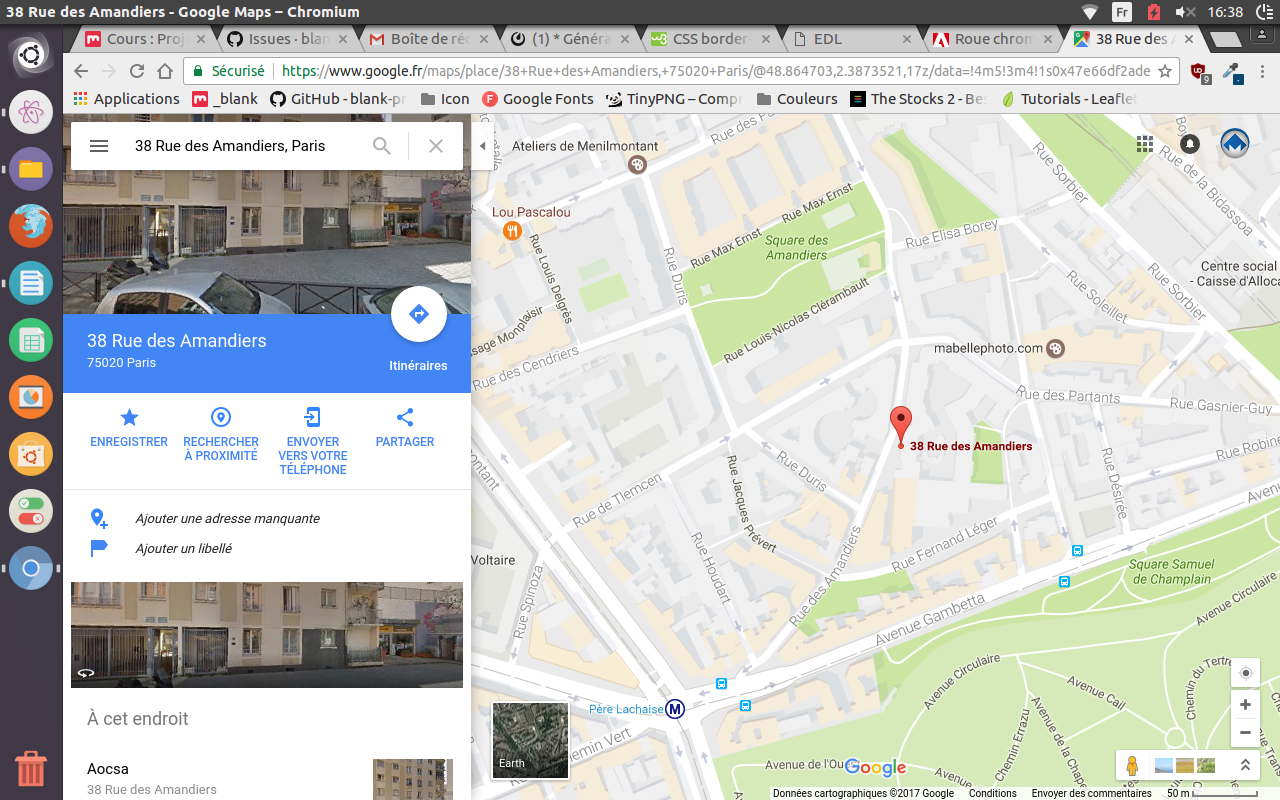 38 Rue des Amandiers - Google Maps – Chromium
Fr
16:38
Cours : Proj
Issues · blan
Boîte de réc
(1) * Généra
CSS border-
EDL
Roue chrom
38 Rue des A
Sécurisé
https://www.google.fr/maps/place/38+Rue+des+Amandiers,+75020+Paris/@48.864703,2.3873521,17z/data=!4m5!3m4!1s0x47e66df2ade
9
Applications
_blank
GitHub - blank-pr
Icon
Google Fonts
TinyPNG – Compr
Couleurs
The Stocks 2 - Bes
Tutorials - Leaflet
38 Rue des Amandiers, Paris
38 Rue des Amandiers
75020 Paris
Itinéraires
ENREGISTRER
RECHERCHER
À PROXIMITÉ
ENVOYER
VERS VOTRE
TÉLÉPHONE
PARTAGER
Ajouter une adresse manquante
Ajouter un libellé
À cet endroit
Aocsa
38 Rue des Amandiers
Ateliers de Menilmontant
Lou Pascalou
Rue Louis Delgrès
Rue Duris
Rue Max Ernst
Rue Max Ernst
Square des
Amandiers
Rue Elisa Borey
Rue Sorbier
Rue de la Bidassoa
Centre social
- Caisse d'Alloca
Rue Soleillet
Rue Sorbier
Rue Louis-Nicolas Clérambault
Rue des Cendriers
mabellephoto.com
Rue des Partants
Rue Gasnier-Guy
38 Rue des Amandiers
Rue Robine
Rue Désirée
Rue Duris
Rue Jacques Prévert
Rue de Tlemcen
Rue Houdart
Rue des Amandiers
Rue Fernand Léger
Voltaire
Rue Spinoza
Avenue Gambetta
Square Samuel
de Champlain
Avenue Circulaire
Avenue Circulaire
Avenue Cail
Chemin du Tertre
Chemin Errazu
Avenue de la Chape
Père Lachaise
M
Chemin Vert
Earth
Google
Données cartographiques ©2017 Google
Conditions
Envoyer des commentaires
50 m